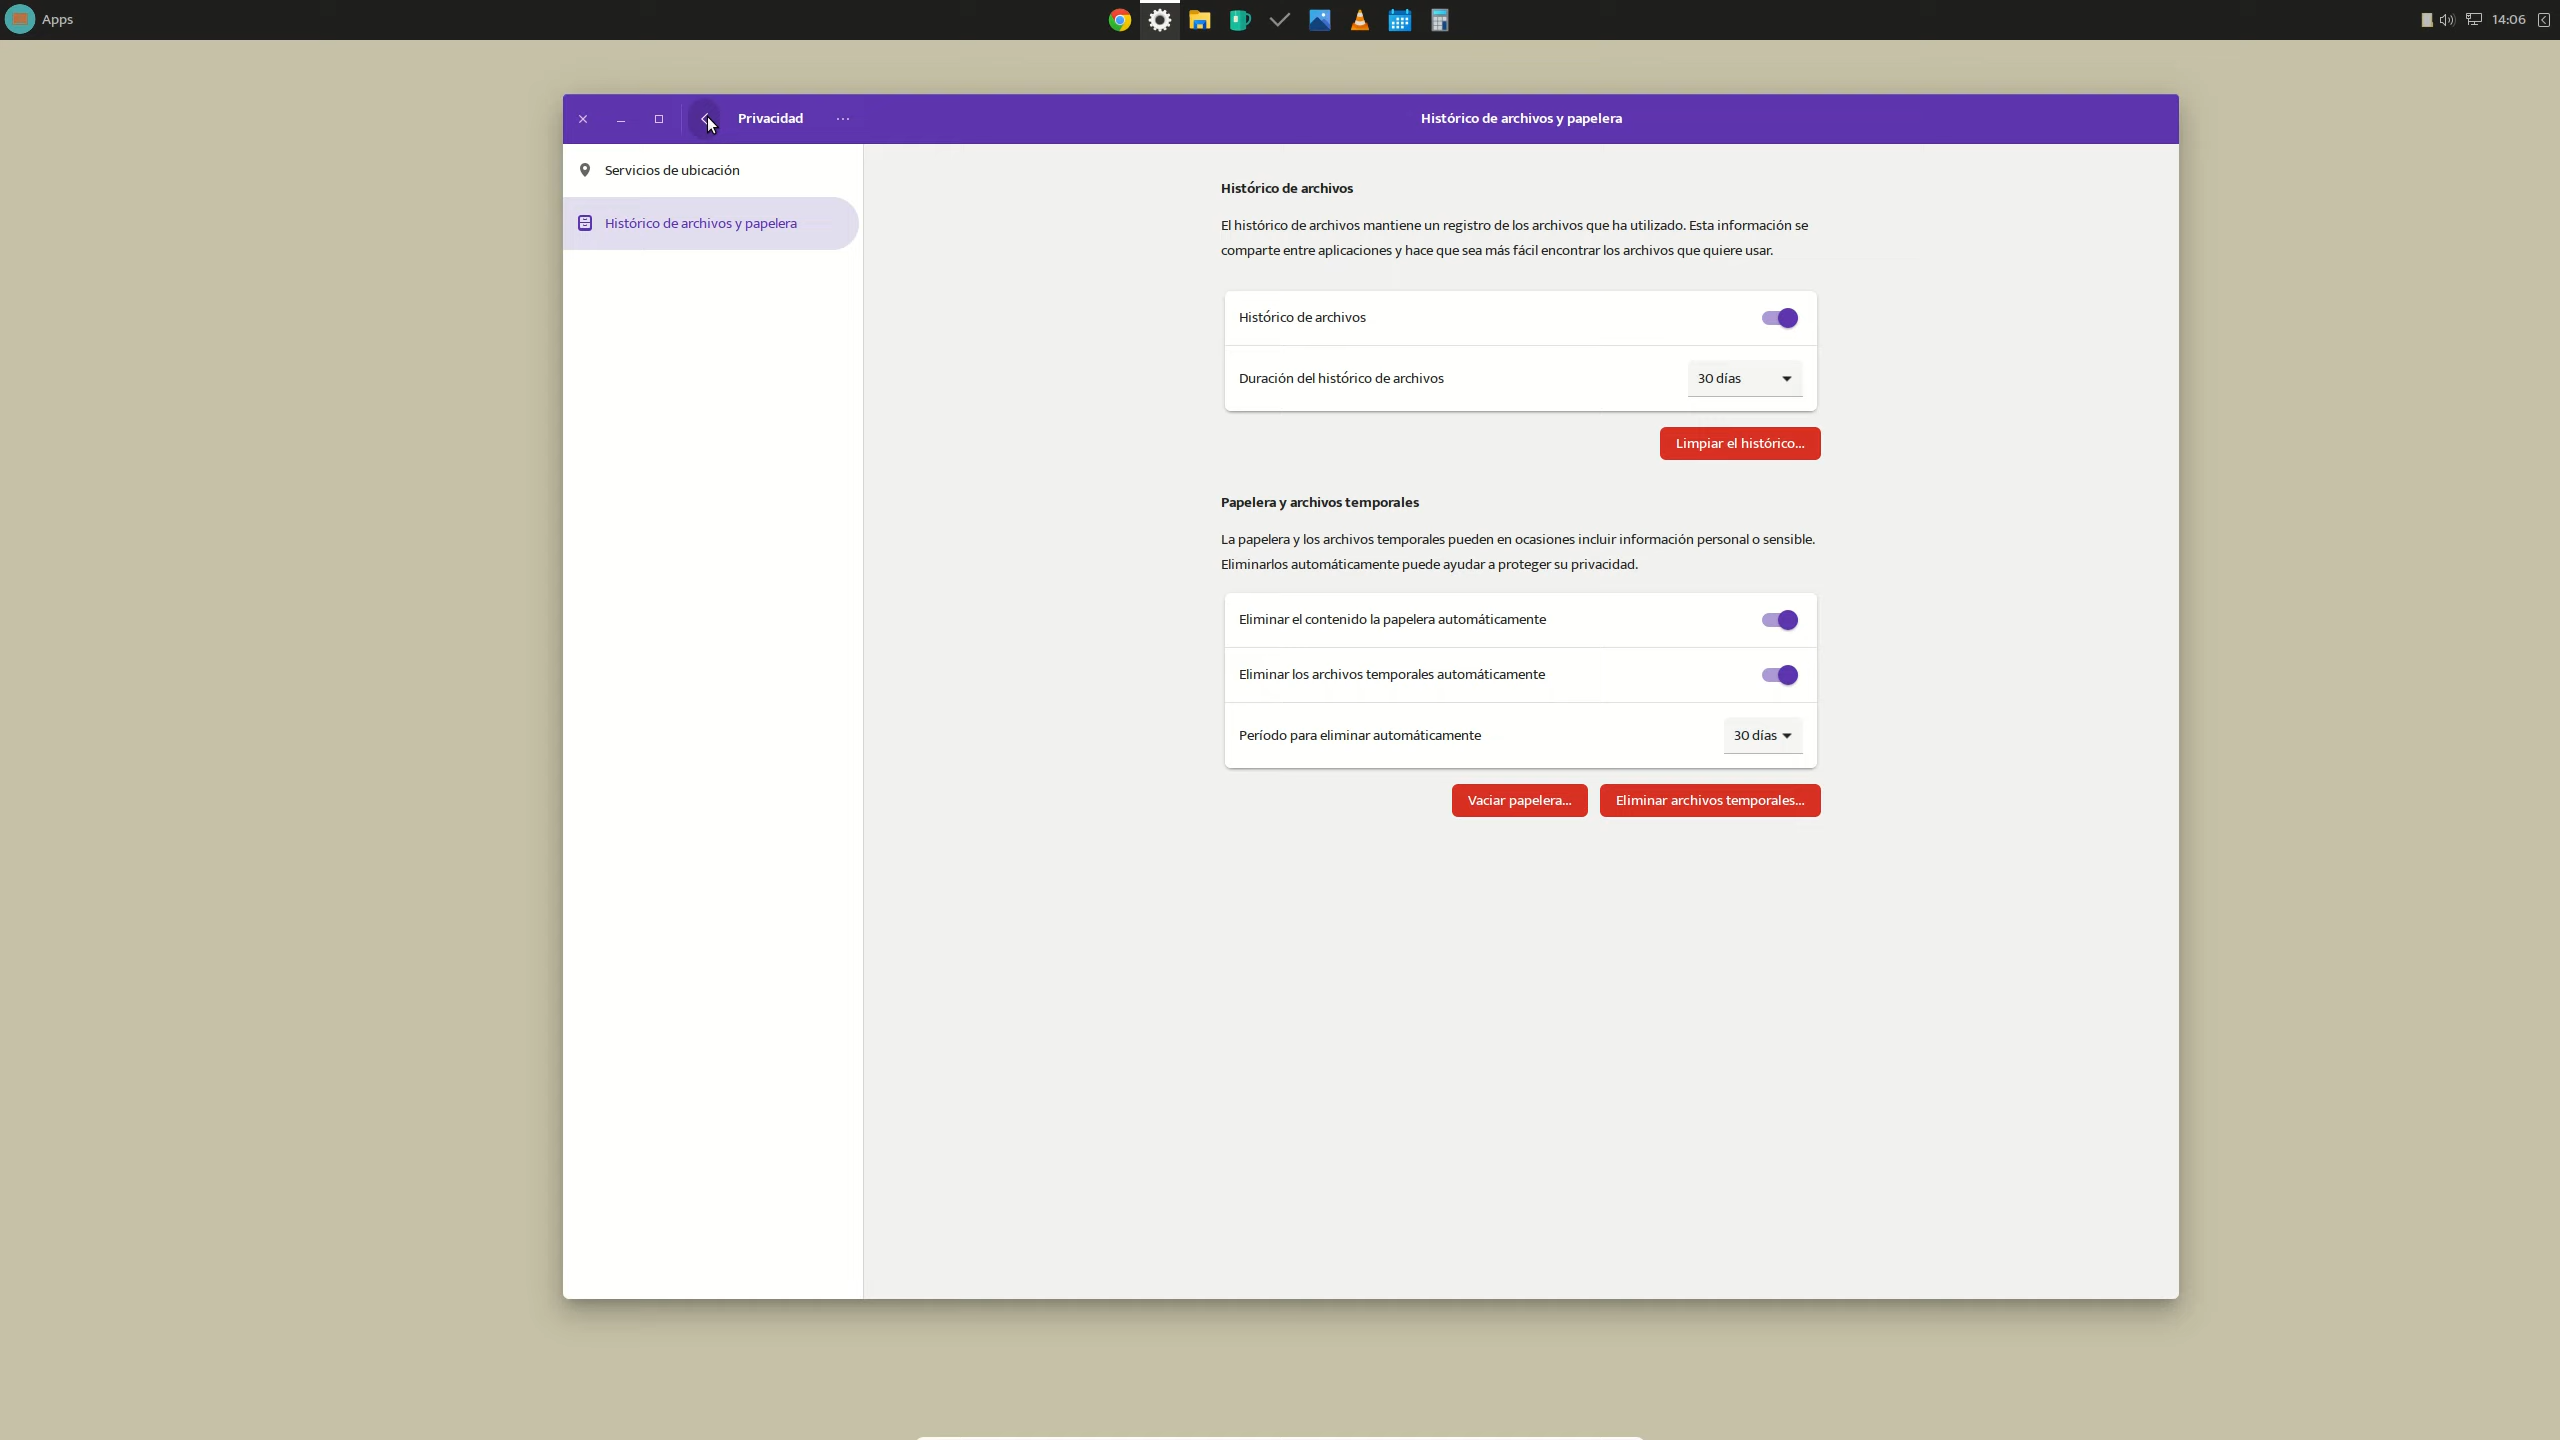 Apps
14:06
Privacidad
Histórico de archivos y papelera
Servicios de ubicación
Histórico de archivos y papelera
Histórico de archivos
El histórico de archivos mantiene un registro de los archivos que ha utilizado. Esta información se
comparte entre aplicaciones y hace que sea más fácil encontrar los archivos que quiere usar.
Histórico de archivos
Duración del histórico de archivos
30 días
Limpiar el histórico...
Papelera y archivos temporales
La papelera y los archivos temporales pueden en ocasiones incluir información personal o sensible.
Eliminarlos automáticamente puede ayudar a proteger su privacidad.
Eliminar el contenido la papelera automáticamente
Eliminar los archivos temporales automáticamente
Período para eliminar automáticamente
30 días
Vaciar papelera...
Eliminar archivos temporales...